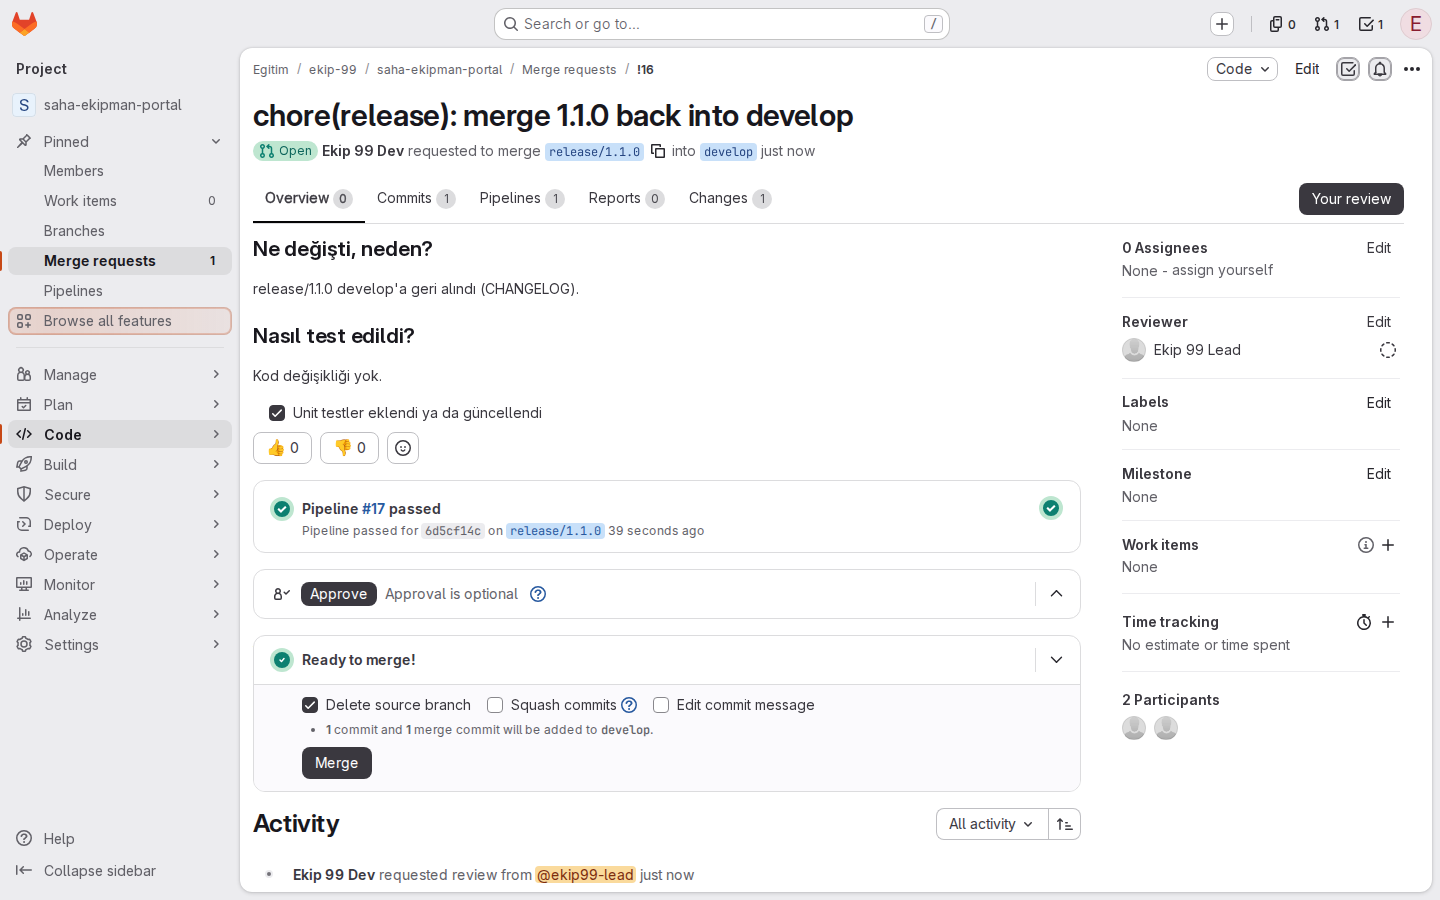 Search or go to...
/
0
1
1
E
Project
S
saha-ekipman-portal
Pinned
Members
Work items 0
Branches
Merge requests 1
Pipelines
Browse all features
Manage
Plan
Code
Build
Secure
Deploy
Operate
Monitor
Analyze
Settings
Help
Collapse sidebar
Egitim / ekip-99 / saha-ekipman-portal / Merge requests / !16
Code
Edit
chore(release): merge 1.1.0 back into develop
Open Ekip 99 Dev requested to merge release/1.1.0 into develop just now
Overview 0
Commits 1
Pipelines 1
Reports 0
Changes 1
Your review
Ne değişti, neden?
release/1.1.0 develop'a geri alındı (CHANGELOG).
Nasıl test edildi?
Kod değişikliği yok.
Unit testler eklendi ya da güncellendi
0
0
Pipeline #17 passed
Pipeline passed for 6d5cf14c on release/1.1.0 39 seconds ago
Approve Approval is optional
Ready to merge!
Delete source branch
Squash commits
Edit commit message
1 commit and 1 merge commit will be added to develop.
Merge
Activity
All activity
Ekip 99 Dev requested review from @ekip99-lead just now
0 Assignees Edit
None - assign yourself
Reviewer Edit
Ekip 99 Lead
Labels Edit
None
Milestone Edit
None
Work items
None
Time tracking
No estimate or time spent
2 Participants